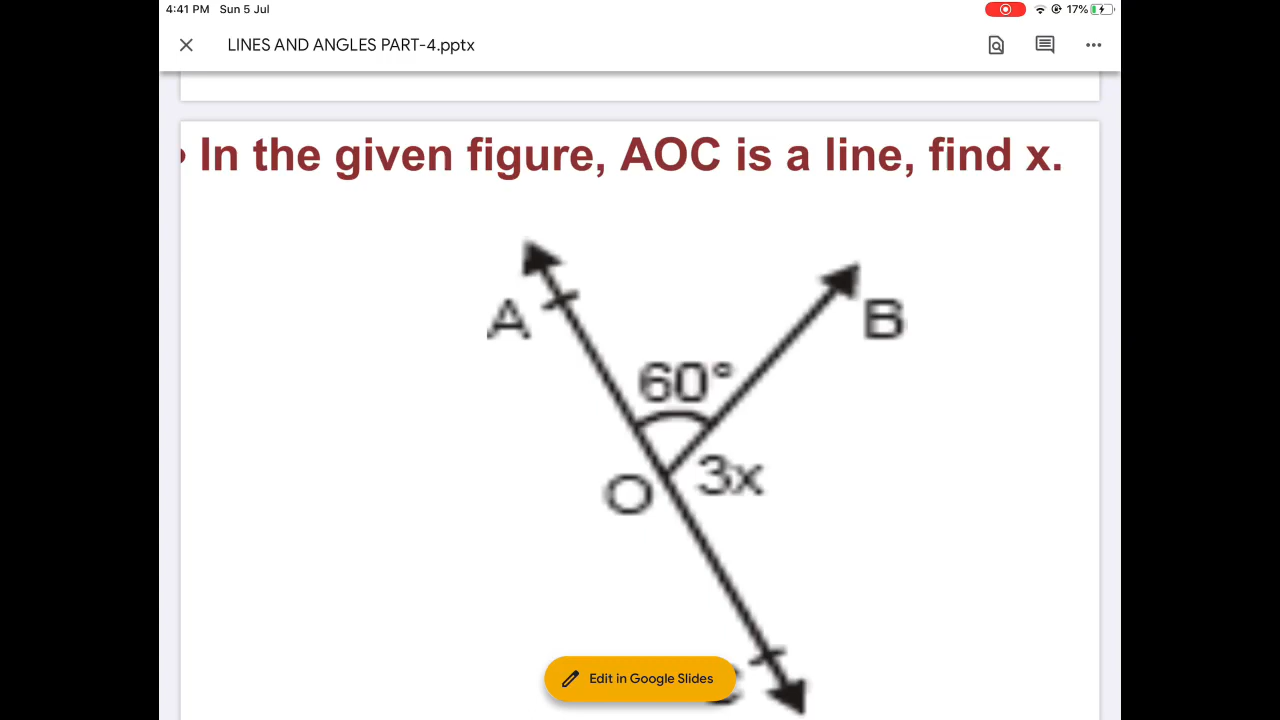 4:41 PM Sun 5 Jul
17%
LINES AND ANGLES PART-4.pptx
• In the given figure, AOC is a line, find x.
A
B
60°
O
3x
Edit in Google Slides